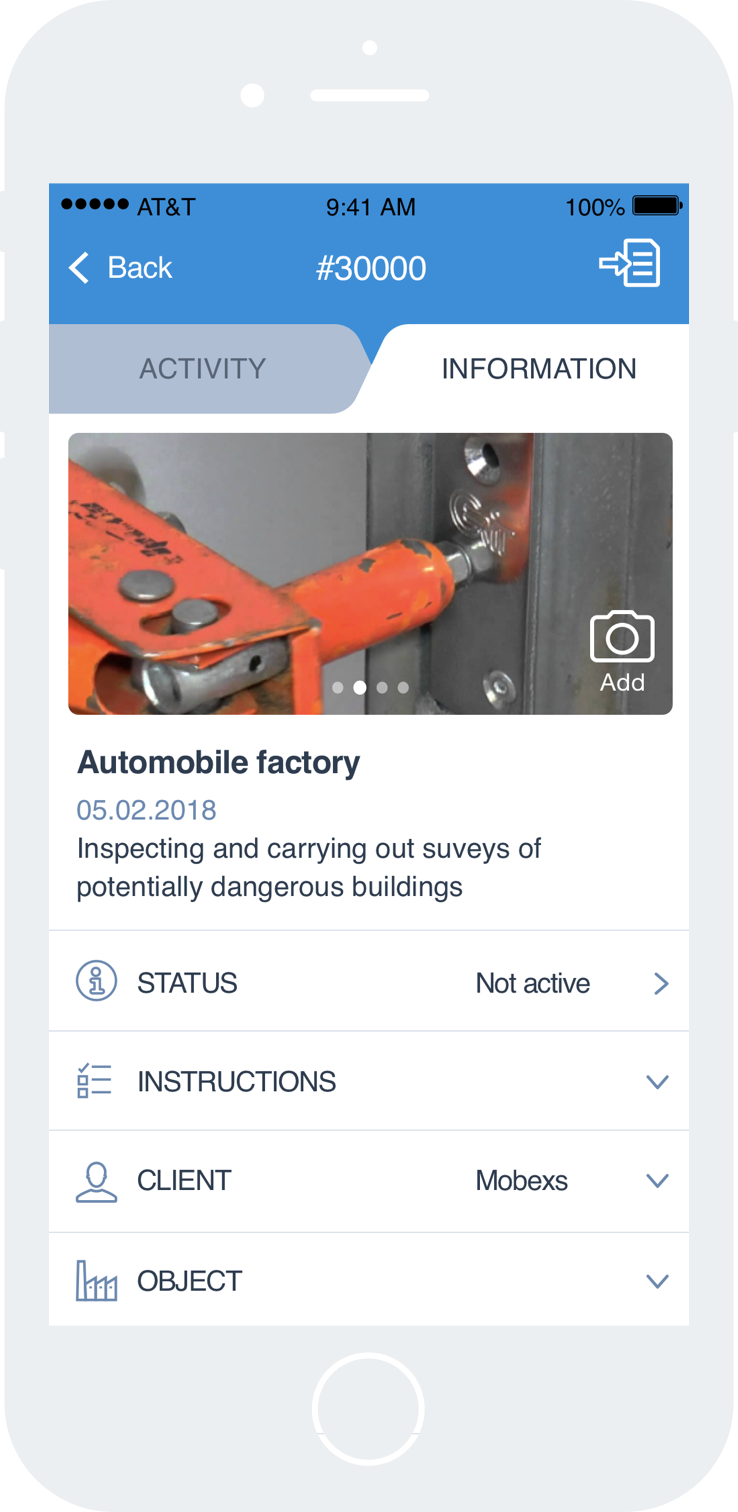 AT&T 9:41 AM 100%
Back #30000
ACTIVITY INFORMATION
Add
Automobile factory
05.02.2018
Inspecting and carrying out suveys of
potentially dangerous buildings
STATUS Not active
INSTRUCTIONS
CLIENT Mobexs
OBJECT